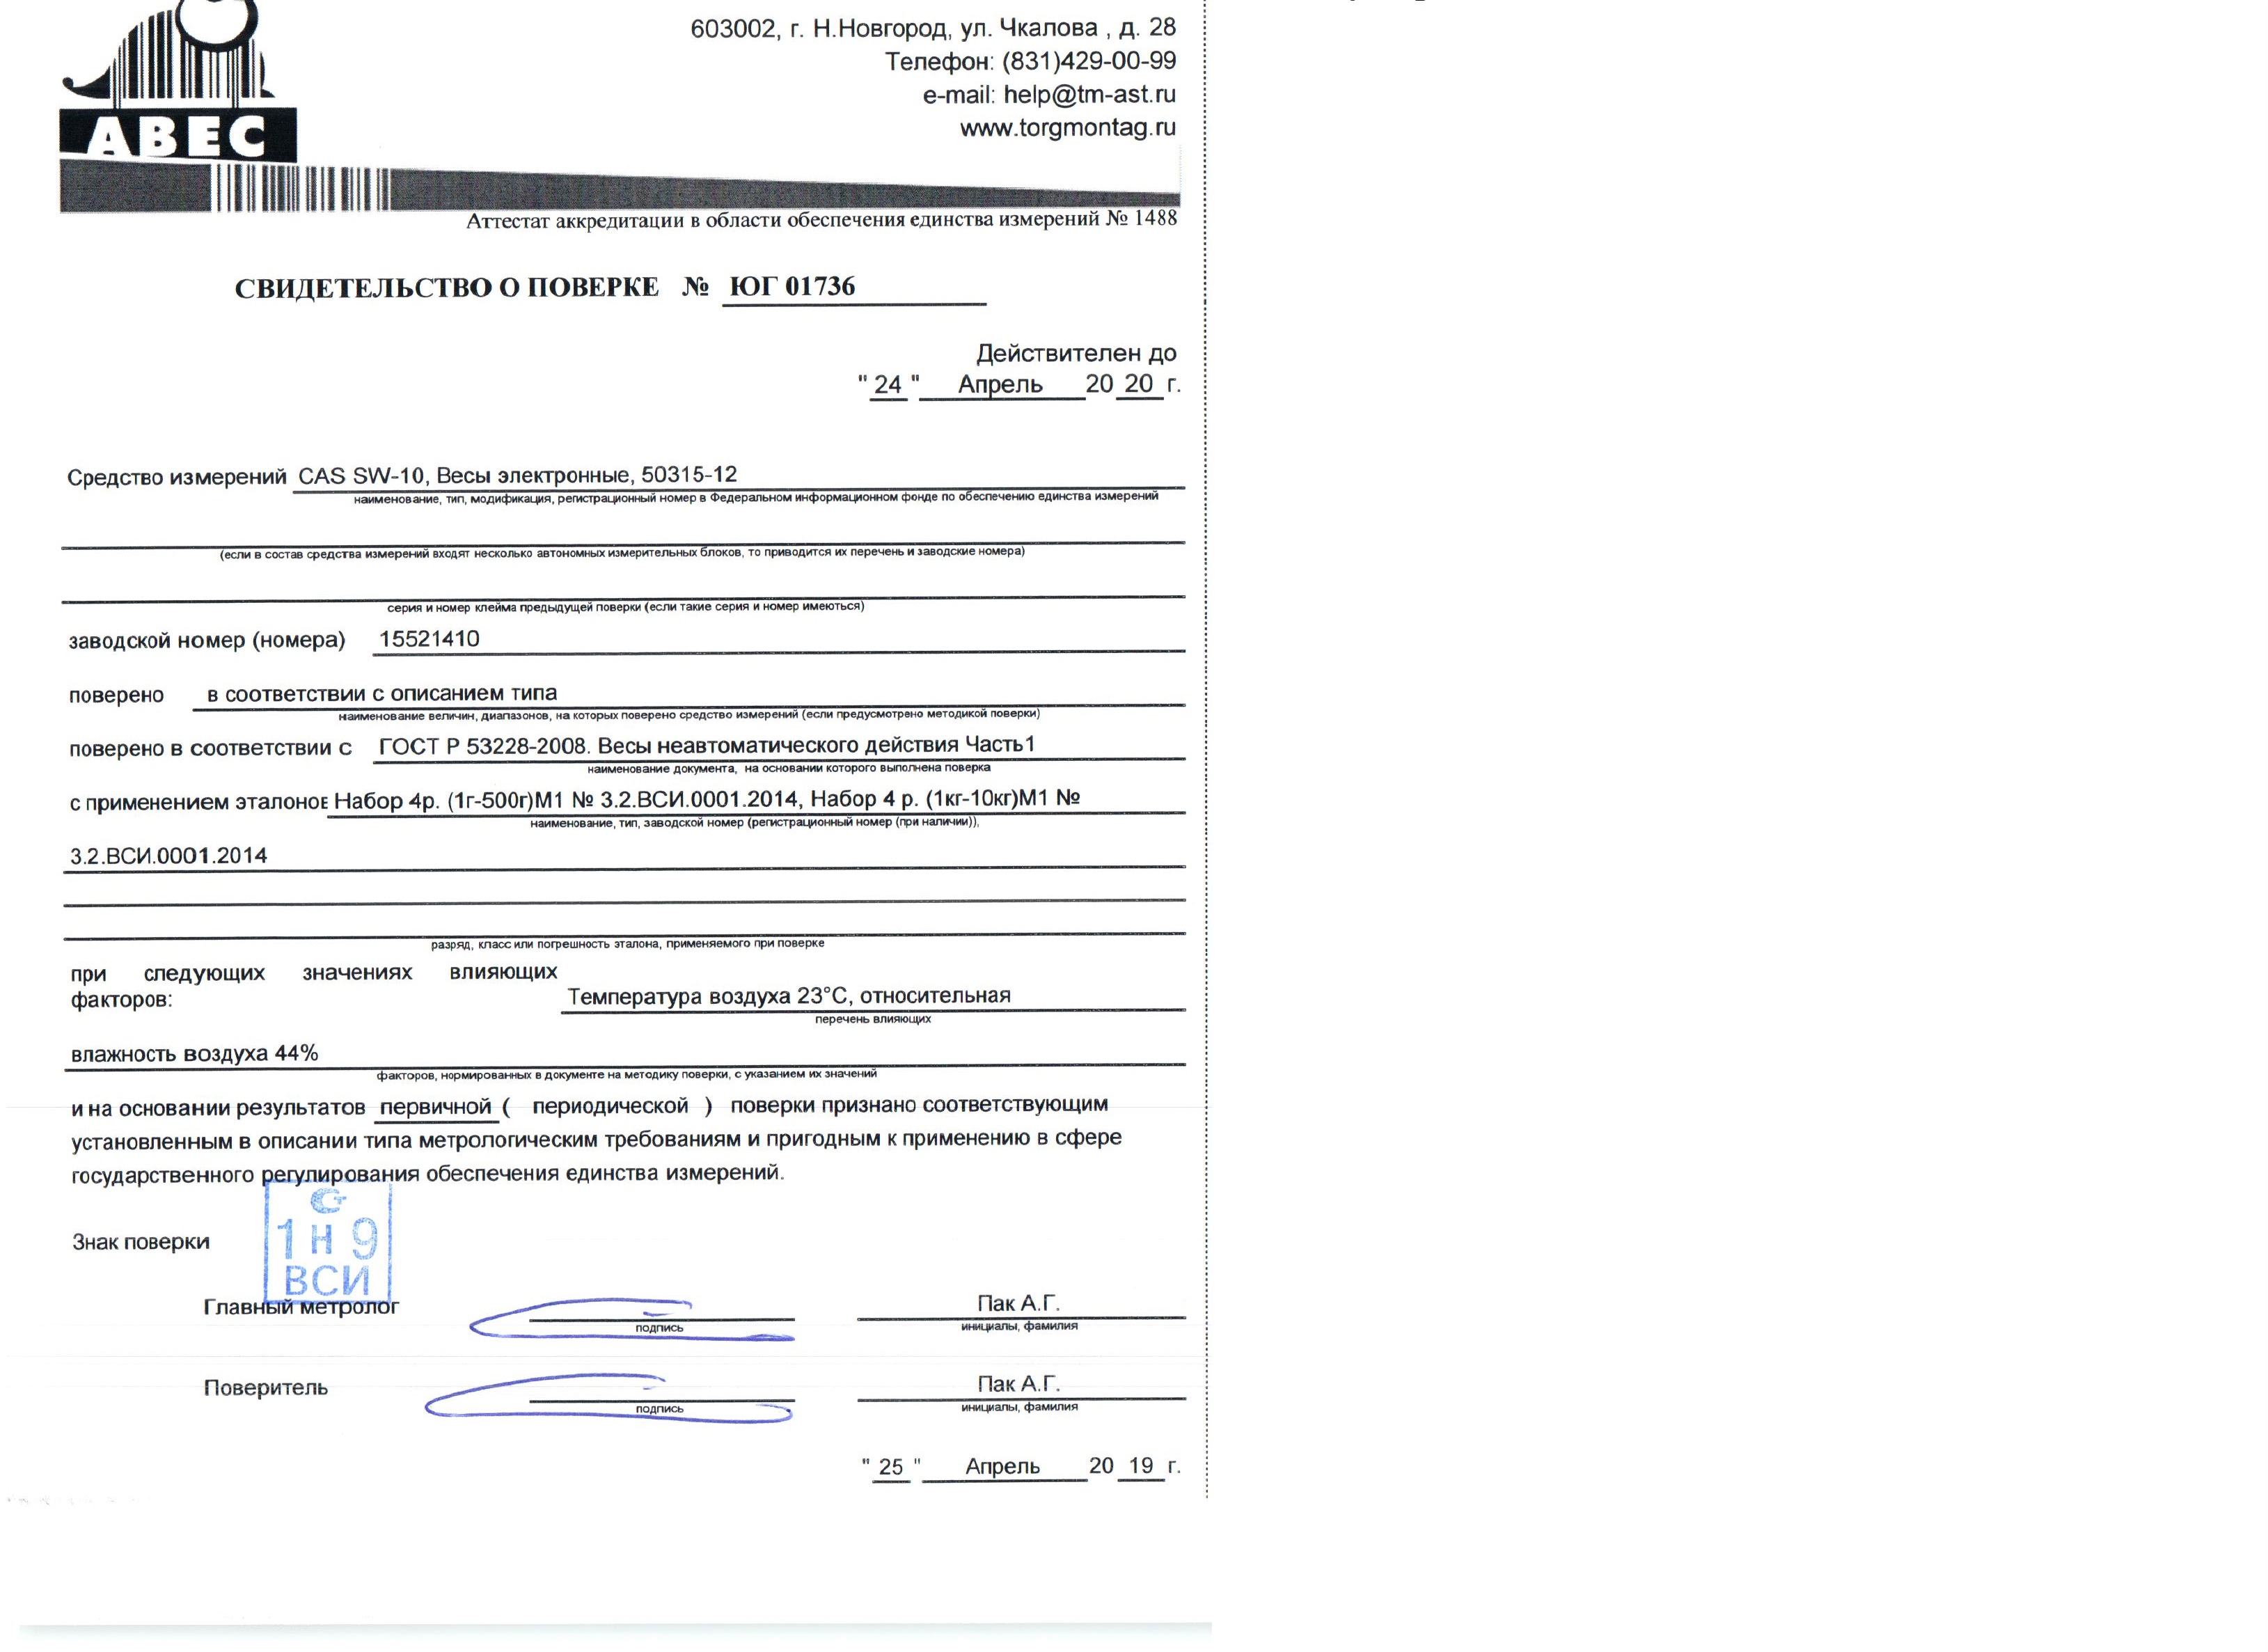 603002, г. Н.Новгород, ул. Чкалова , д. 28
Телефон: (831)429-00-99
e-mail: help@tm-ast.ru
www.torgmontag.ru
АВЕС
Аттестат аккредитации в области обеспечения единства измерений № 1488
СВИДЕТЕЛЬСТВО О ПОВЕРКЕ № ЮГ 01736
Действителен до
" 24 " Апрель 20 20 г.
Средство измерений CAS SW-10, Весы электронные, 50315-12
наименование, тип, модификация, регистрационный номер в Федеральном информационном фонде по обеспечению единства измерений
(если в состав средства измерений входят несколько автономных измерительных блоков, то приводится их перечень и заводские номера)
серия и номер клейма предыдущей поверки (если такие серия и номер имеються)
заводской номер (номера) 15521410
поверено в соответствии с описанием типа
наименование величин, диапазонов, на которых поверено средство измерений (если предусмотрено методикой поверки)
поверено в соответствии с ГОСТ Р 53228-2008. Весы неавтоматического действия Часть1
наименование документа, на основании которого выполнена поверка
с применением эталонов Набор 4р. (1г-500г)М1 № 3.2.ВСИ.0001.2014, Набор 4 р. (1кг-10кг)М1 №
наименование, тип, заводской номер (регистрационный номер (при наличии)),
3.2.ВСИ.0001.2014
разряд, класс или погрешность эталона, применяемого при поверке
при следующих значениях влияющих
факторов: Температура воздуха 23°С, относительная
перечень влияющих
влажность воздуха 44%
факторов, нормированных в документе на методику поверки, с указанием их значений
и на основании результатов первичной ( периодической ) поверки признано соответствующим
установленным в описании типа метрологическим требованиям и пригодным к применению в сфере
государственного регулирования обеспечения единства измерений.
1 Н 9
Знак поверки
ВСИ
Главный метролог Пак А.Г.
подпись инициалы, фамилия
Поверитель Пак А.Г.
подпись инициалы, фамилия
" 25 " Апрель 20 19 г.